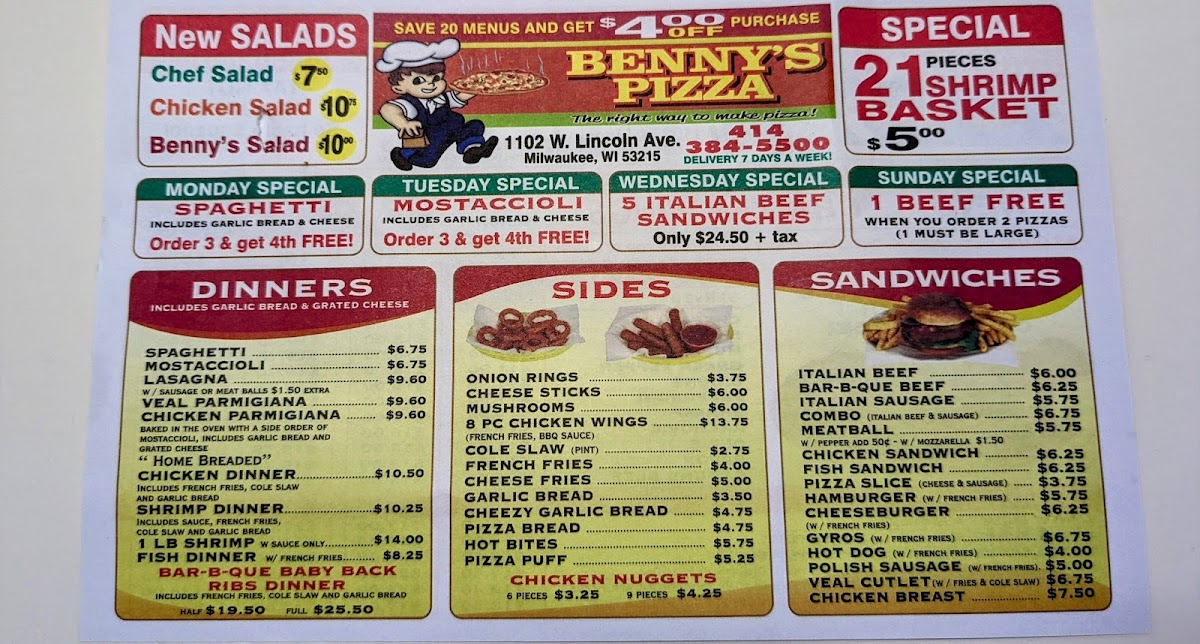 New SALADS
Chef Salad $7.50
Chicken Salad $10.75
Benny's Salad $10.00
SAVE 20 MENUS AND GET $4.00 OFF PURCHASE
BENNY'S
PIZZA
The right way to make pizza!
1102 W. Lincoln Ave.
Milwaukee, WI 53215
414
384-5500
DELIVERY 7 DAYS A WEEK!
SPECIAL
21 PIECES
SHRIMP
BASKET
$5.00
MONDAY SPECIAL
SPAGHETTI
INCLUDES GARLIC BREAD & CHEESE
Order 3 & get 4th FREE!
TUESDAY SPECIAL
MOSTACCIOLI
INCLUDES GARLIC BREAD & CHEESE
Order 3 & get 4th FREE!
WEDNESDAY SPECIAL
5 ITALIAN BEEF
SANDWICHES
Only $24.50 + tax
SUNDAY SPECIAL
1 BEEF FREE
WHEN YOU ORDER 2 PIZZAS
(1 MUST BE LARGE)
DINNERS
INCLUDES GARLIC BREAD & GRATED CHEESE
SPAGHETTI $6.75
MOSTACCIOLI $6.75
LASAGNA $9.60
W/ SAUSAGE OR MEAT BALLS $1.50 EXTRA
VEAL PARMIGIANA $9.60
CHICKEN PARMIGIANA $9.60
BAKED IN THE OVEN WITH A SIDE ORDER OF
MOSTACCIOLI, INCLUDES GARLIC BREAD AND
GRATED CHEESE
"HOME BREADED"
CHICKEN DINNER $10.50
INCLUDES FRENCH FRIES, COLE SLAW
AND GARLIC BREAD
SHRIMP DINNER $10.25
INCLUDES SAUCE, FRENCH FRIES,
COLE SLAW AND GARLIC BREAD
1 LB SHRIMP W SAUCE ONLY $14.00
FISH DINNER W/ FRENCH FRIES $8.25
BAR-B-QUE BABY BACK
RIBS DINNER
INCLUDES FRENCH FRIES, COLE SLAW AND GARLIC BREAD
HALF $19.50 FULL $25.50
SIDES
ONION RINGS $3.75
CHEESE STICKS $6.00
MUSHROOMS $6.00
8 PC CHICKEN WINGS $13.75
(FRENCH FRIES, BBQ SAUCE)
COLE SLAW (PINT) $2.75
FRENCH FRIES $4.00
CHEESE FRIES $5.00
GARLIC BREAD $3.50
CHEEZY GARLIC BREAD $4.75
PIZZA BREAD $4.75
HOT BITES $5.75
PIZZA PUFF $5.25
CHICKEN NUGGETS
6 PIECES $3.25 9 PIECES $4.25
SANDWICHES
ITALIAN BEEF $6.00
BAR-B-QUE BEEF $6.25
ITALIAN SAUSAGE $5.75
COMBO (ITALIAN BEEF & SAUSAGE) $6.75
MEATBALL $5.75
W / PEPPER ADD 50¢ - W / MOZZARELLA $1.50
CHICKEN SANDWICH $6.25
FISH SANDWICH $6.25
PIZZA SLICE (CHEESE & SAUSAGE) $3.75
HAMBURGER (W / FRENCH FRIES) $5.75
CHEESEBURGER $6.25
(W / FRENCH FRIES)
GYROS (W / FRENCH FRIES) $6.75
HOT DOG (W / FRENCH FRIES) $4.00
POLISH SAUSAGE (W/ FRENCH FRIES) $5.00
VEAL CUTLET (W / FRIES & COLE SLAW) $6.75
CHICKEN BREAST $7.50